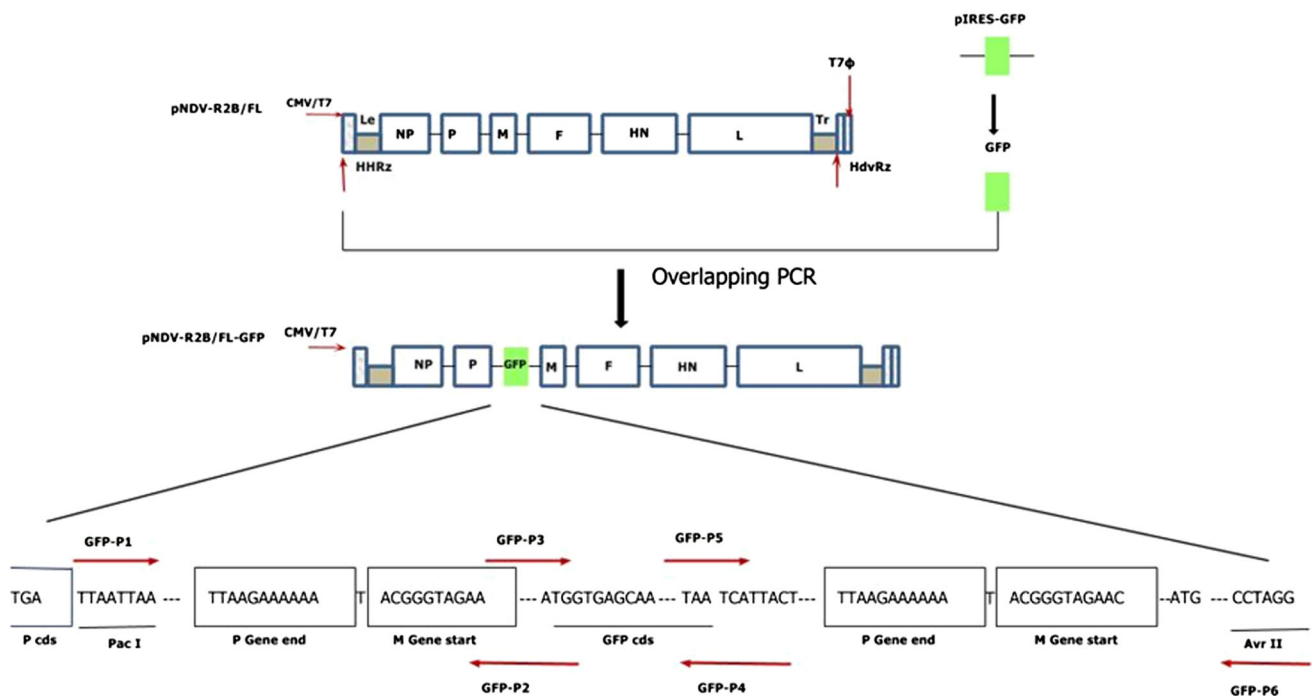 pIRES-GFP
T7ϕ
pNDV-R2B/FL
CMV/T7
Le
NP
P
M
F
HN
L
Tr
HHRz
HdvRz
GFP
Overlapping PCR
pNDV-R2B/FL-GFP
CMV/T7
NP
P
GFP
M
F
HN
L
GFP-P1
GFP-P3
GFP-P5
TGA TTAATTAA --- TTAAGAAAAAA T ACGGGTAGAA ---ATGGTGAGCAA--- TAA TCATTACT--- TTAAGAAAAAA T ACGGGTAGAAC --ATG --- CCTAGG
P cds
Pac I
P Gene end
M Gene start
GFP cds
P Gene end
M Gene start
Avr II
GFP-P2
GFP-P4
GFP-P6